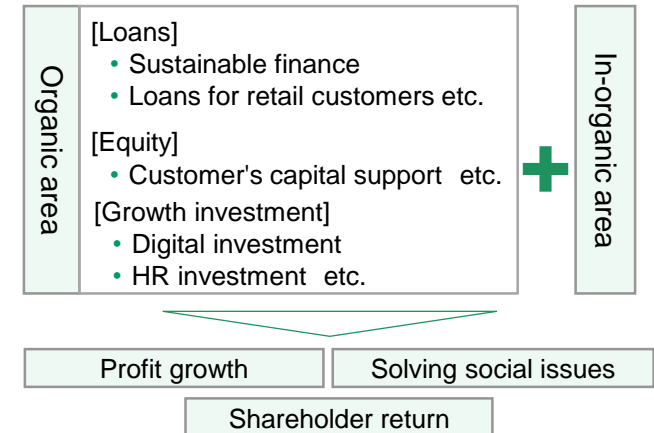 Organic area
[Loans]
• Sustainable finance
• Loans for retail customers etc.
[Equity]
• Customer's capital support etc.
[Growth investment]
• Digital investment
• HR investment etc.
In-organic area
Profit growth
Solving social issues
Shareholder return